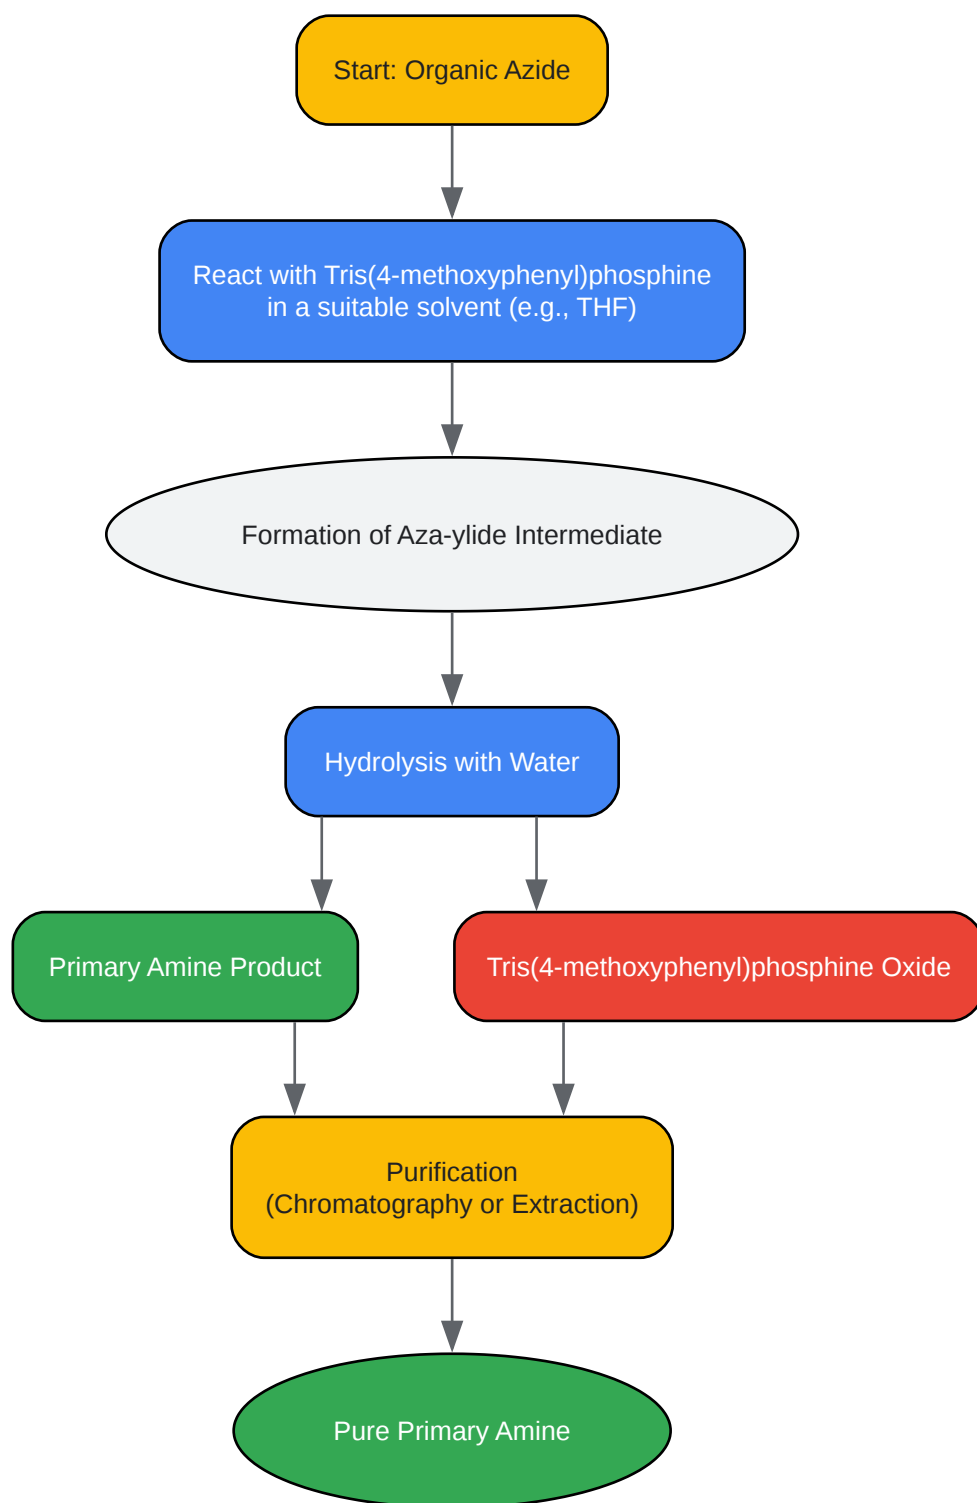 Start: Organic Azide
React with Tris(4-methoxyphenyl)phosphine
in a suitable solvent (e.g., THF)
Formation of Aza-ylide Intermediate
Hydrolysis with Water
Primary Amine Product
Tris(4-methoxyphenyl)phosphine Oxide
Purification
(Chromatography or Extraction)
Pure Primary Amine